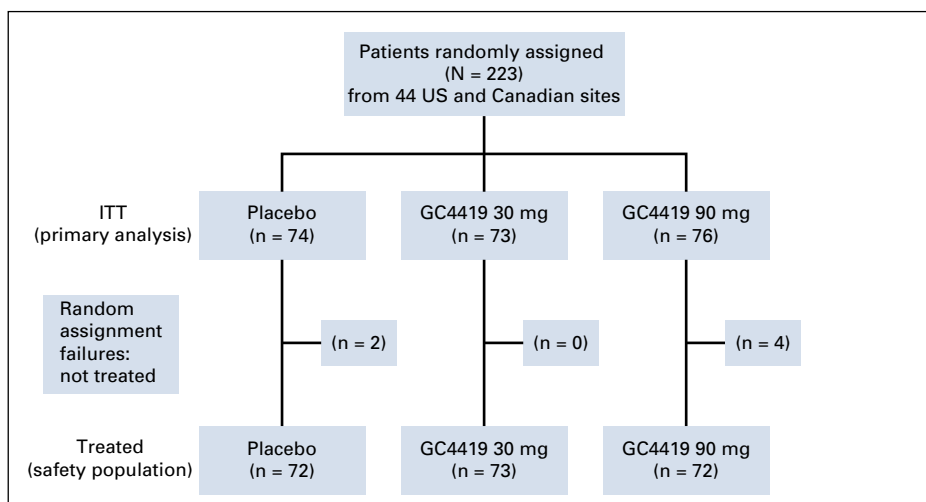 Patients randomly assigned
(N = 223)
from 44 US and Canadian sites
ITT
(primary analysis)
Placebo
(n = 74)
GC4419 30 mg
(n = 73)
GC4419 90 mg
(n = 76)
Random
assignment
failures:
not treated
(n = 2)
(n = 0)
(n = 4)
Treated
(safety population)
Placebo
(n = 72)
GC4419 30 mg
(n = 73)
GC4419 90 mg
(n = 72)